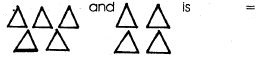 and is =